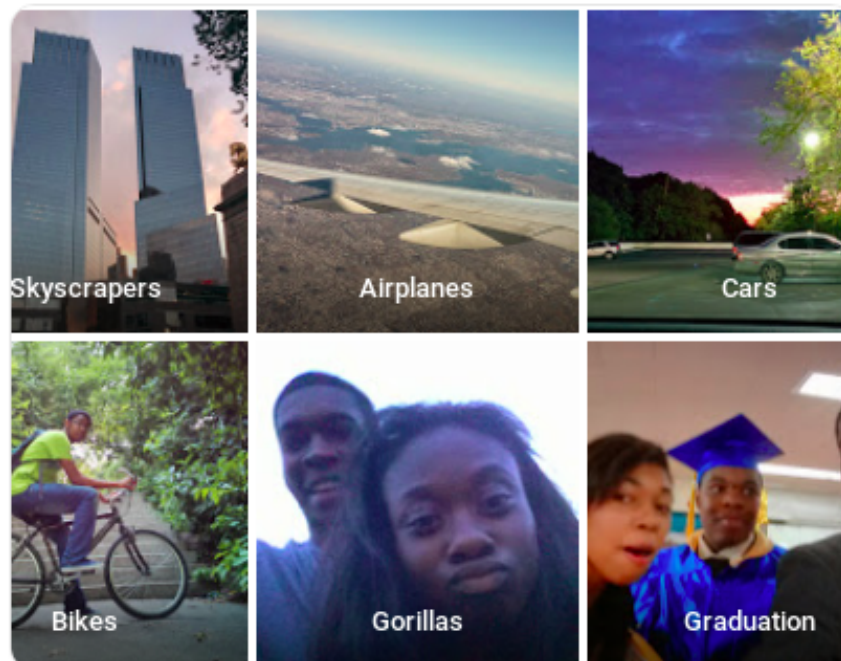 Skyscrapers
Airplanes
Cars
Bikes
Gorillas
Graduation